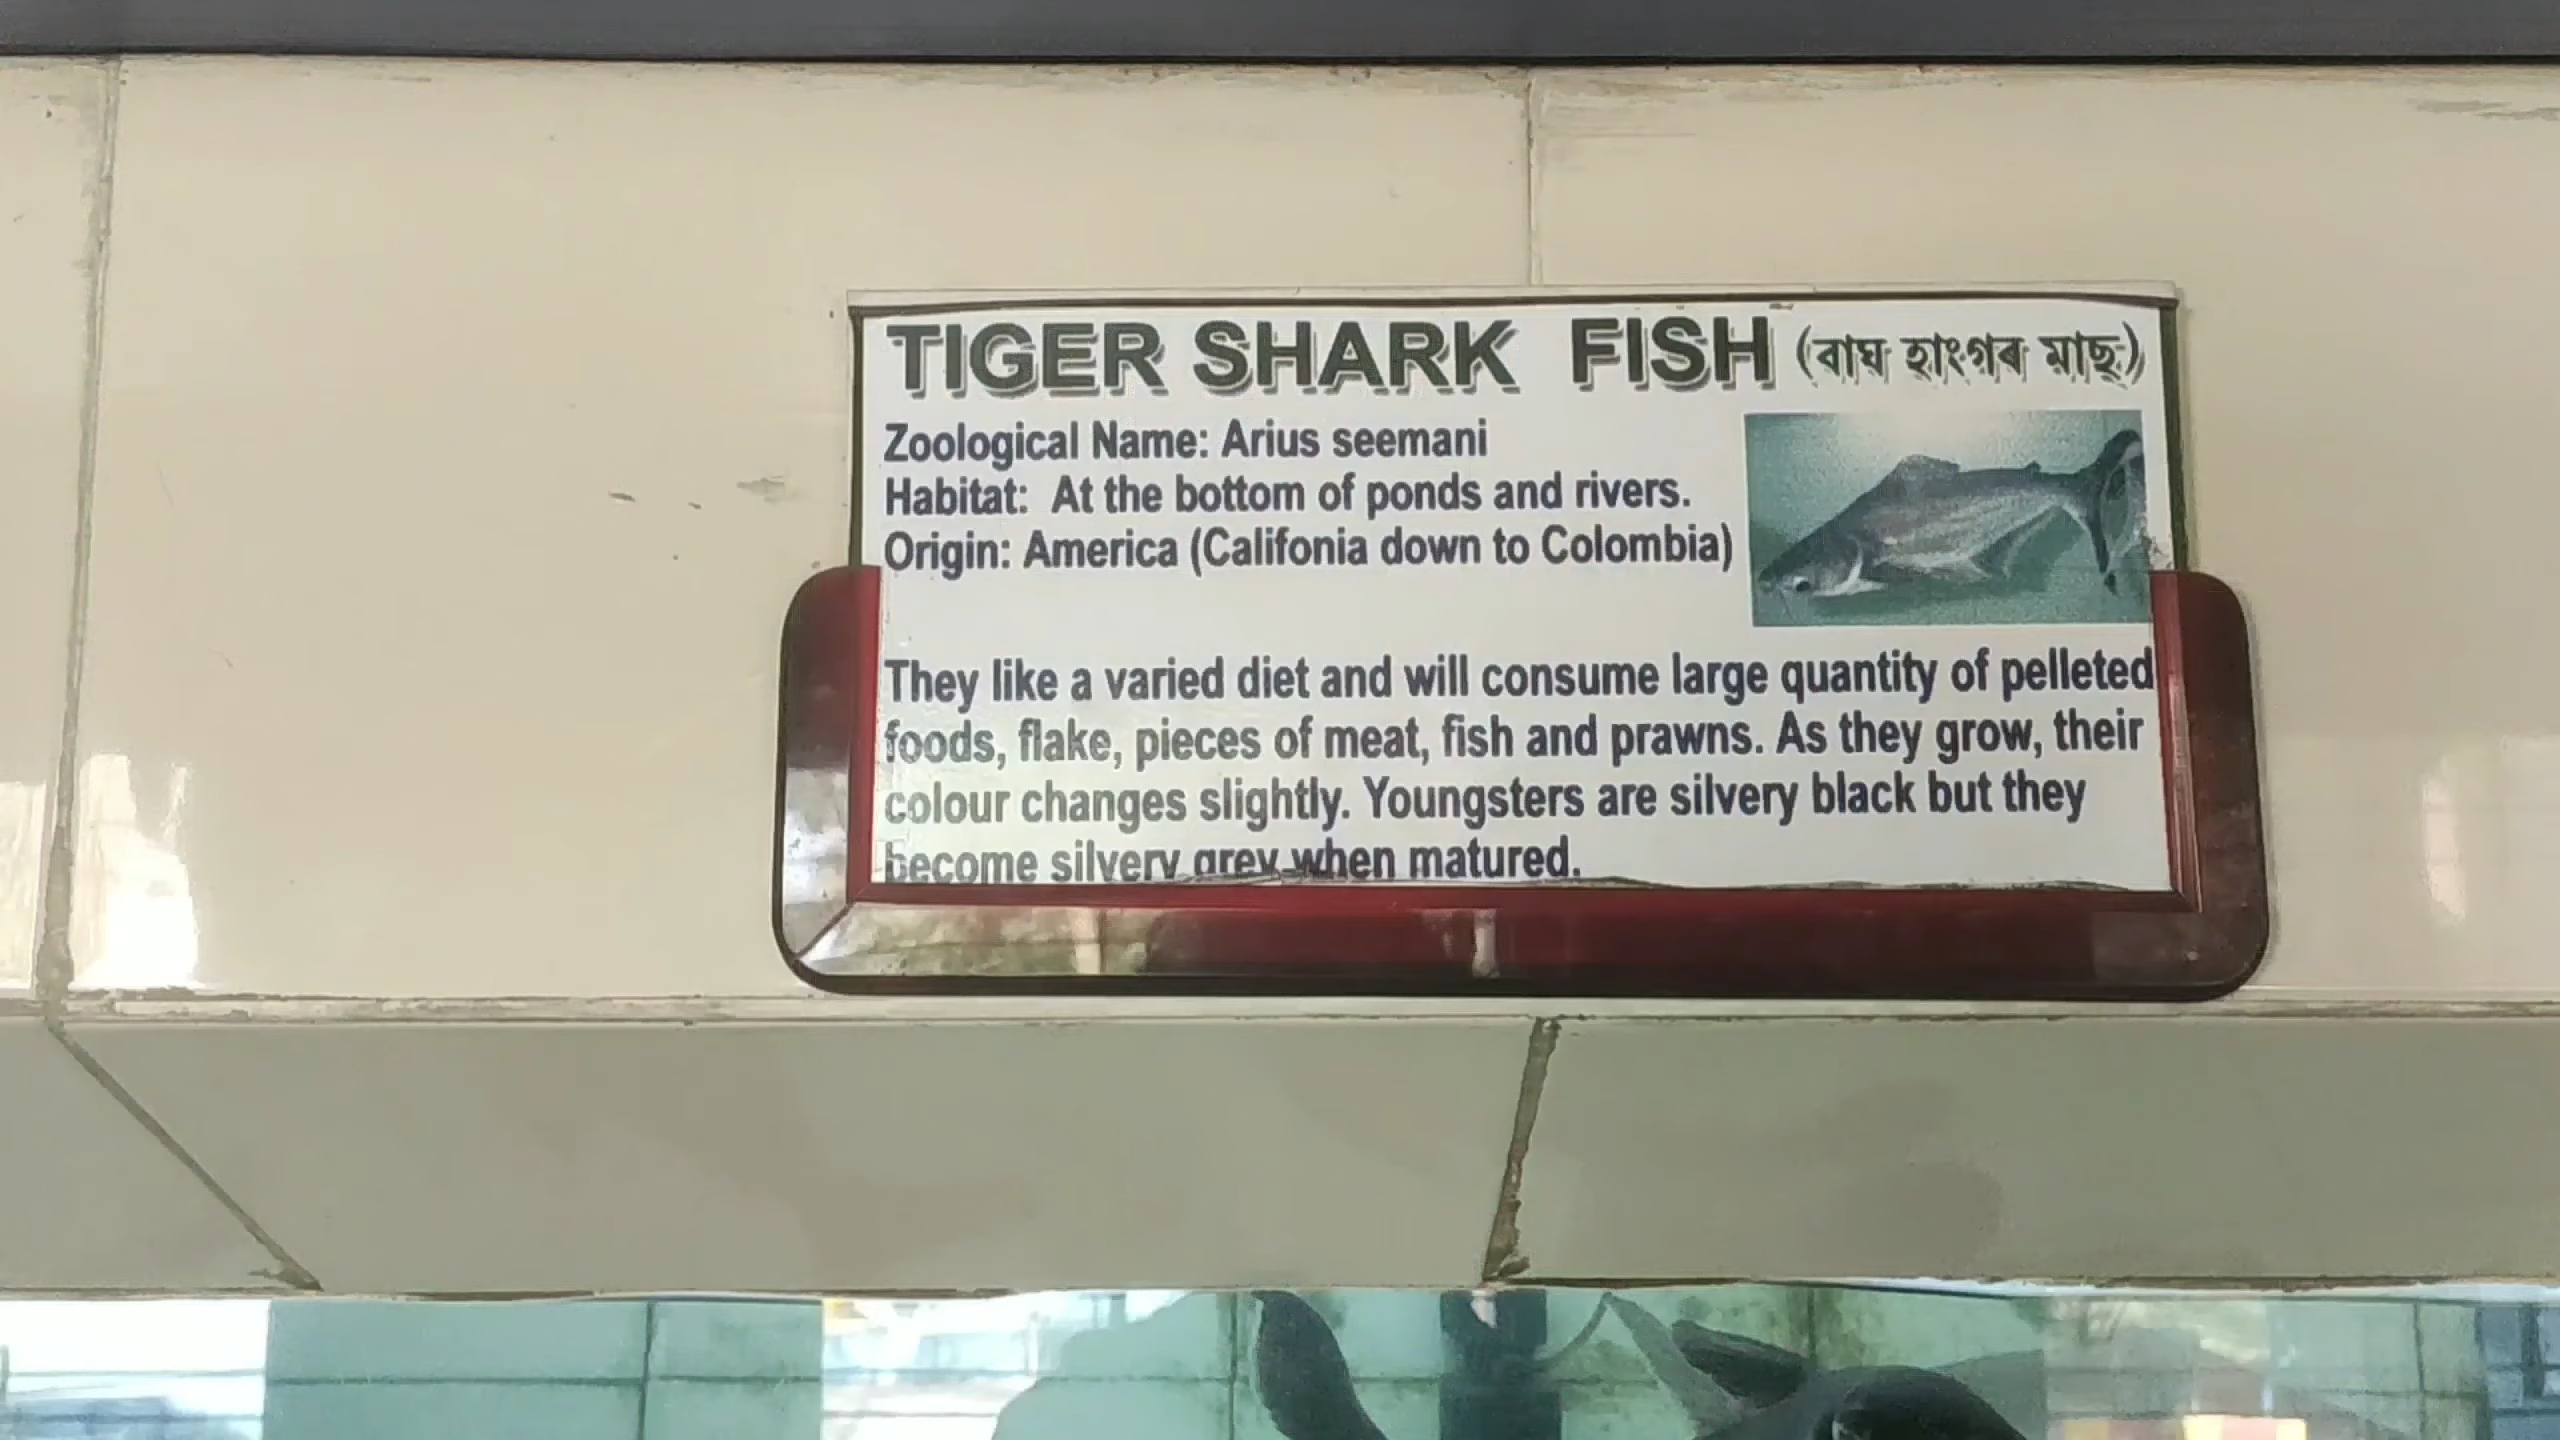 TIGER SHARK FISH (বাঘ হাংগৰ মাছ)
Zoological Name: Arius seemani
Habitat: At the bottom of ponds and rivers.
Origin: America (Califonia down to Colombia)
They like a varied diet and will consume large quantity of pelleted
foods, flake, pieces of meat, fish and prawns. As they grow, their
colour changes slightly. Youngsters are silvery black but they
become silvery grey when matured.